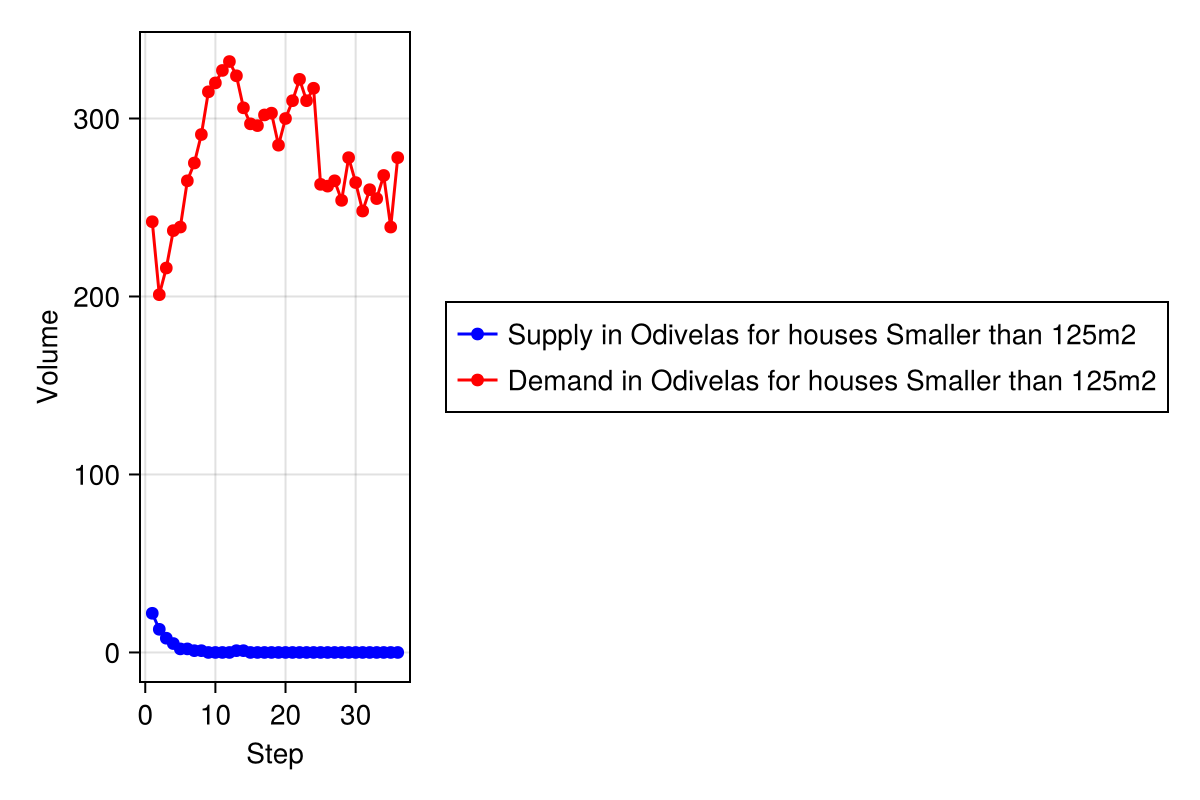 300
200
100
0
Volume
0 10 20 30
Step
Supply in Odivelas for houses Smaller than 125m2
Demand in Odivelas for houses Smaller than 125m2